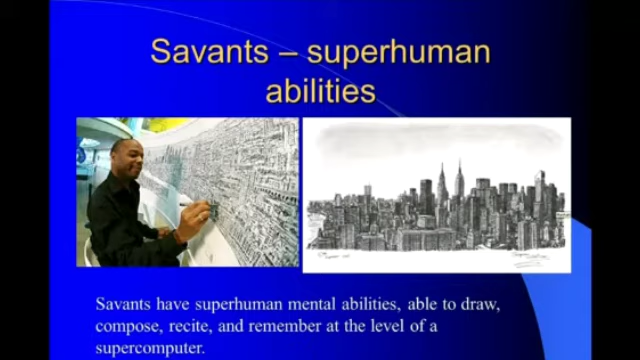 Savants – superhuman
abilities
Savants have superhuman mental abilities, able to draw,
compose, recite, and remember at the level of a
supercomputer.